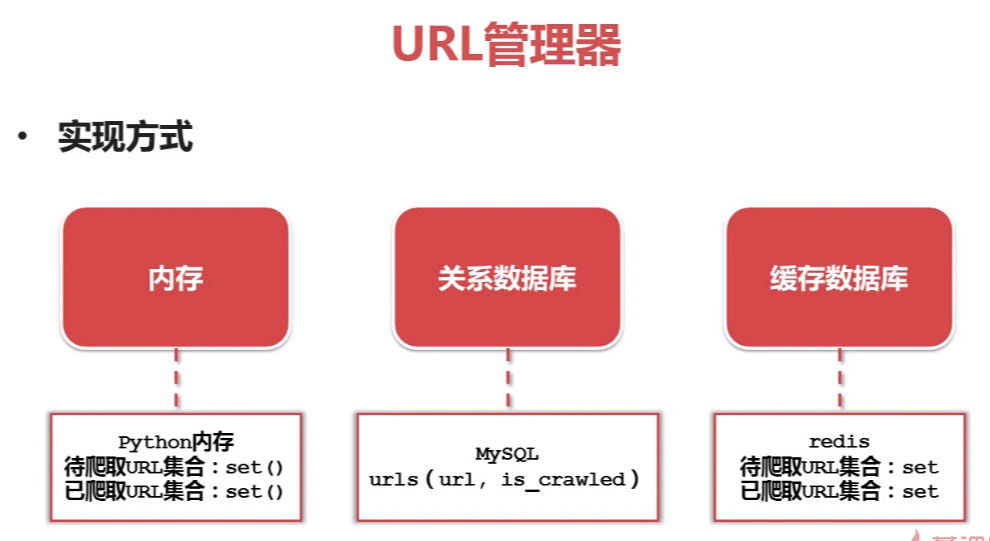 URL管理器
• 实现方式
内存
关系数据库
缓存数据库
Python内存
待爬取URL集合：set()
已爬取URL集合：set()
MySQL
urls(url, is_crawled)
redis
待爬取URL集合：set
已爬取URL集合：set